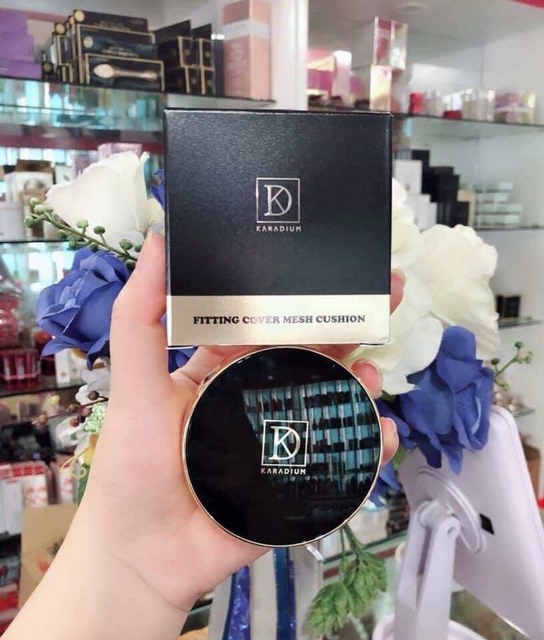 KD
KARADIUM
FITTING COVER MESH CUSHION
KD
KARADIUM